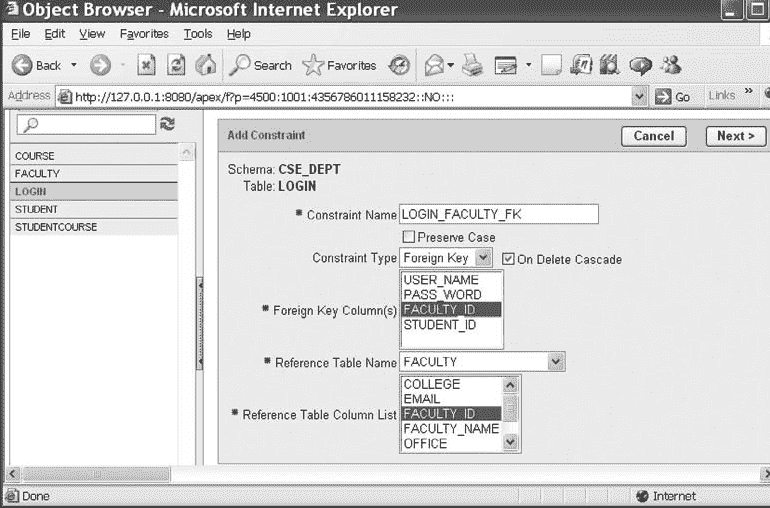 Object Browser - Microsoft Internet Explorer
File Edit View Favorites Tools Help
Back Search Favorites
Address http://127.0.0.1:8080/apex/f?p=4500:1001:4356786011158232::NO::: Go Links »
Add Constraint Cancel Next >
COURSE
FACULTY
LOGIN
STUDENT
STUDENTCOURSE
Schema: CSE_DEPT
Table: LOGIN
* Constraint Name LOGIN_FACULTY_FK
Preserve Case
Constraint Type Foreign Key On Delete Cascade
* Foreign Key Column(s)
USER_NAME
PASS_WORD
FACULTY_ID
STUDENT_ID
* Reference Table Name FACULTY
* Reference Table Column List
COLLEGE
EMAIL
FACULTY_ID
FACULTY_NAME
OFFICE
Done Internet